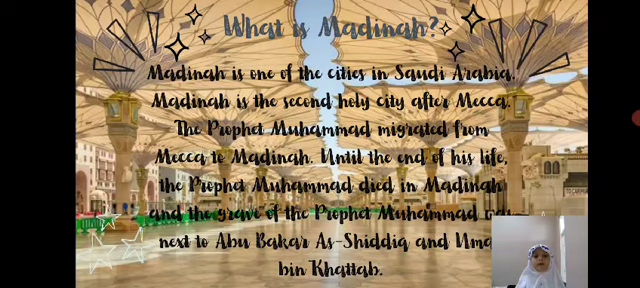 What is Madinah?
Madinah is one of the cities in Saudi Arabia.
Madinah is the second holy city after Mecca.
The Prophet Muhammad migrated from
Mecca to Madinah. Until the end of his life,
the Prophet Muhammad died in Madinah
and the grave of the Prophet Muhammad
next to Abu Bakar As-Shiddiq and
bin Khattab.